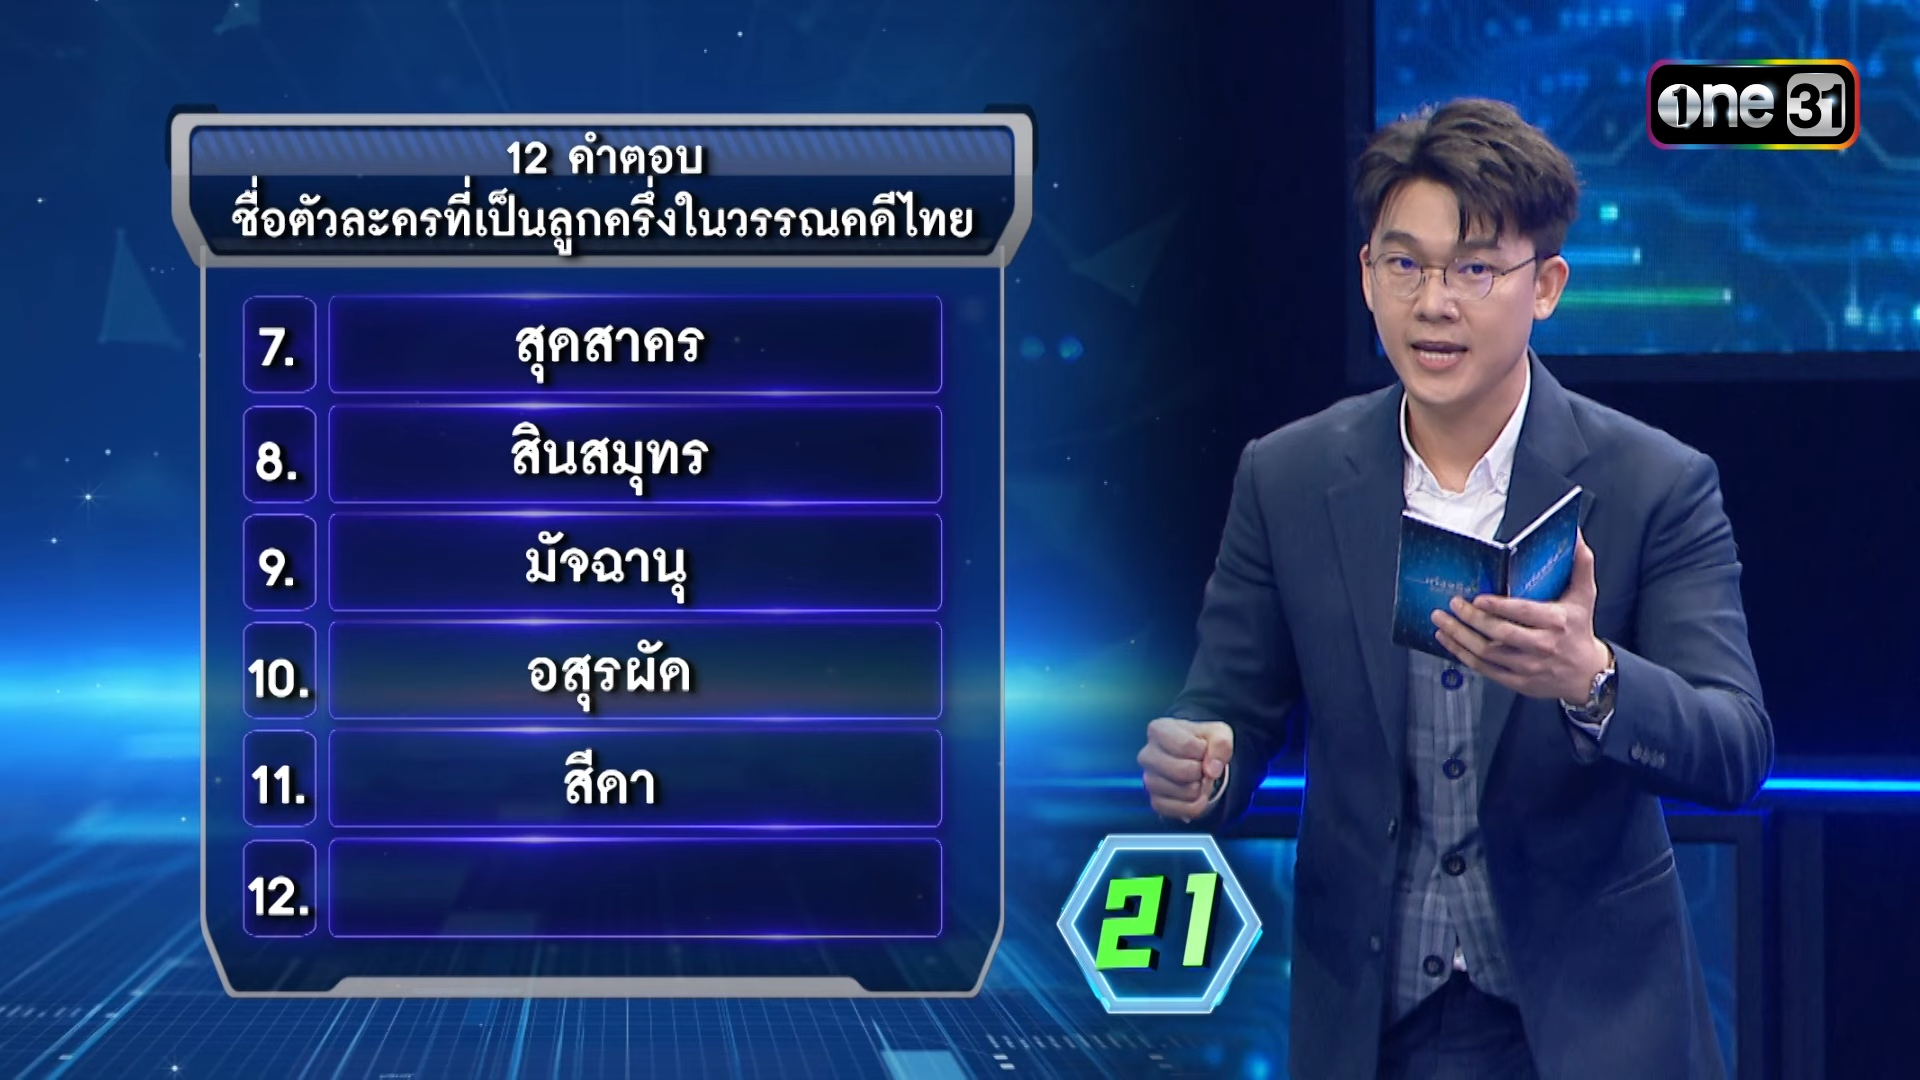 one 31
12 คำตอบ
ชื่อตัวละครที่เป็นลูกครึ่งในวรรณคดีไทย
7. สุดสาคร
8. สินสมุทร
9. มัจฉานุ
10. อสุรผัด
11. สีดา
12.
21